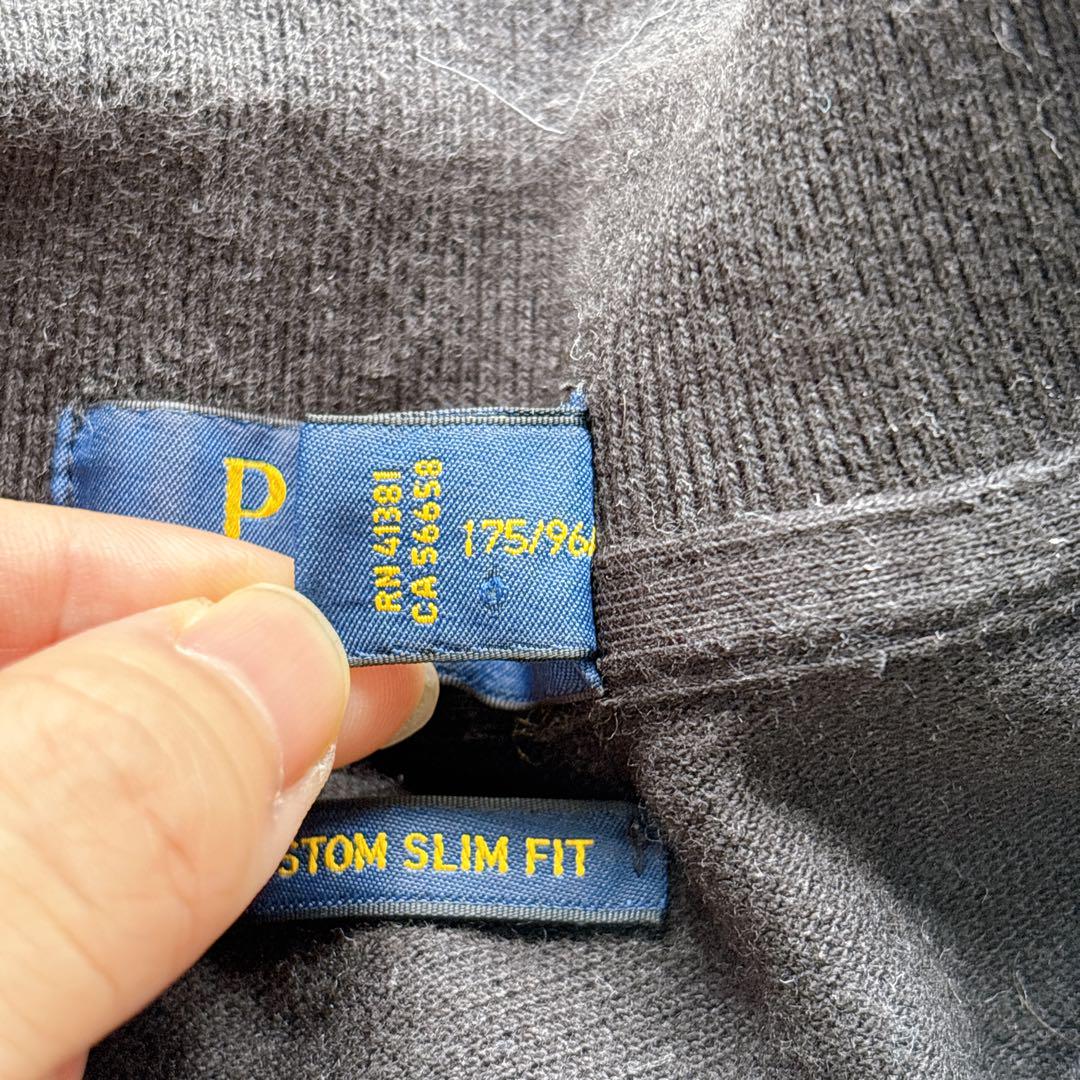 P
RN 41381
CA 56658
175/96
STOM SLIM FIT